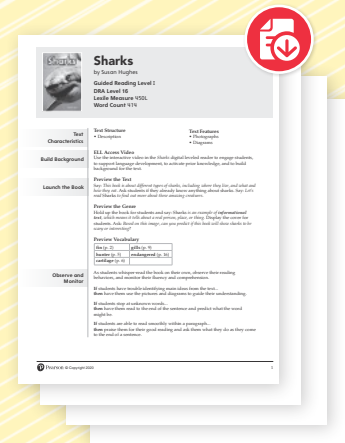 Sharks
Sharks
by Susan Hughes
Guided Reading Level I
DRA Level 16
Lexile Measure 450L
Word Count 414
Text
Characteristics
Text Structure
• Description
Text Features
• Photographs
• Diagrams
Build Background
ELL Access Video
Use the interactive video in the Sharks digital leveled reader to engage students,
to support language development, to activate prior knowledge, and to build
background for the text.
Launch the Book
Preview the Text
Say: This book is about different types of sharks, including where they live, and what and
how they eat. Ask students if they already know anything about sharks. Say: Let's
read Sharks to find out more about these amazing creatures.
Preview the Genre
Hold up the book for students and say: Sharks is an example of informational
text, which means it tells about a real person, place, or thing. Display the cover for
students. Ask: Based on this image, can you predict if this book will show sharks to be
scary or interesting?
Preview Vocabulary
fin (p. 2) gills (p. 9)
hunter (p. 3) endangered (p. 16)
cartilage (p. 6)
Observe and
Monitor
As students whisper-read the book on their own, observe their reading
behaviors, and monitor their fluency and comprehension.
If students have trouble identifying main ideas from the text...
then have them use the pictures and diagrams to guide their understanding.
If students stop at unknown words...
then have them read to the end of the sentence and predict what the word
might be.
If students are able to read smoothly within a paragraph...
then praise them for their good reading and ask them what they do as they come
to the end of a sentence.
Pearson © Copyright 2020
1